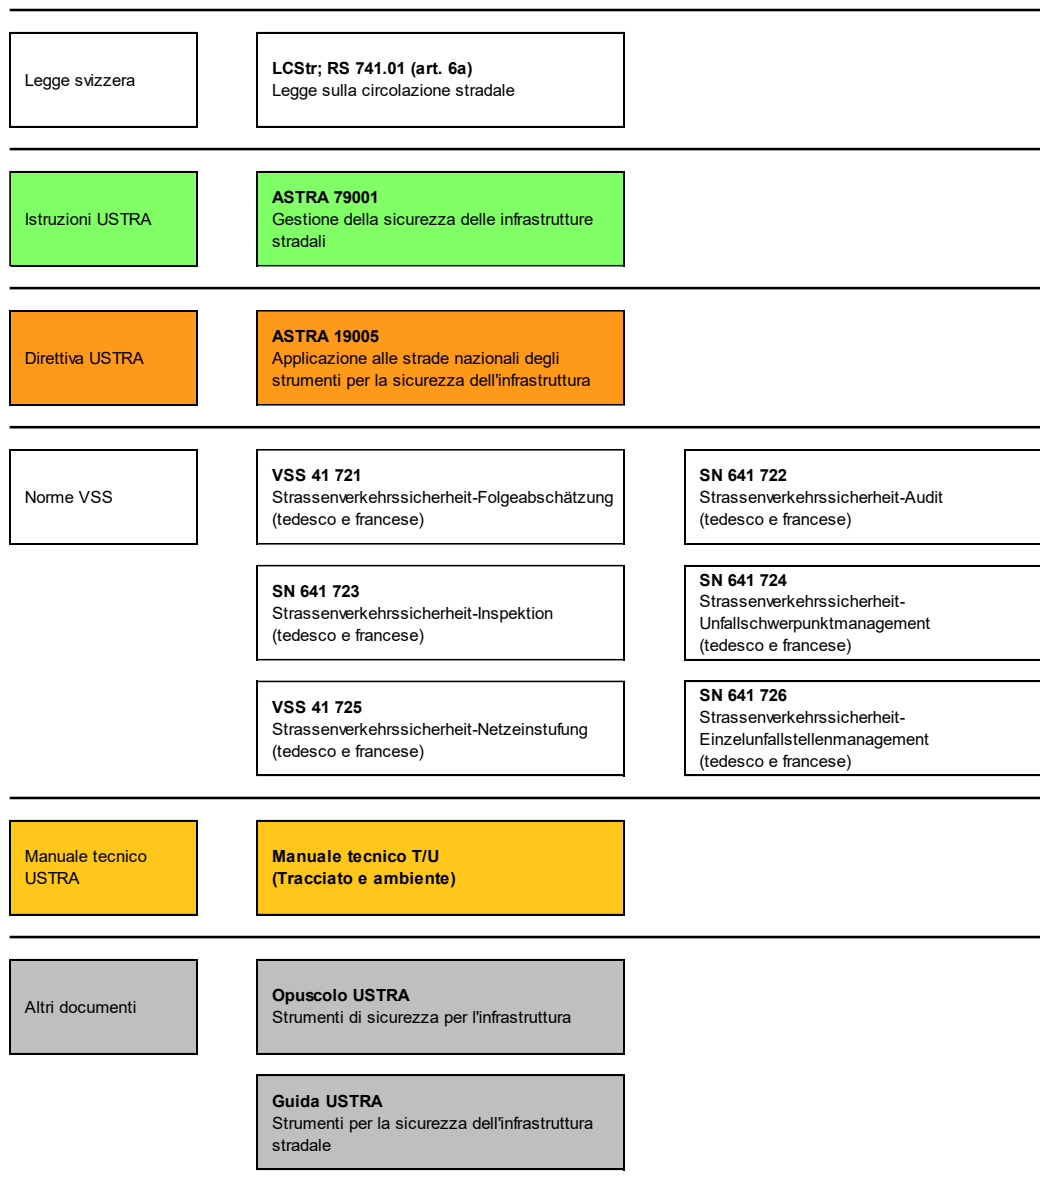 Legge svizzera
LCStr; RS 741.01 (art. 6a)
Legge sulla circolazione stradale
Istruzioni USTRA
ASTRA 79001
Gestione della sicurezza delle infrastrutture
stradali
Direttiva USTRA
ASTRA 19005
Applicazione alle strade nazionali degli
strumenti per la sicurezza dell'infrastruttura
Norme VSS
VSS 41 721
Strassenverkehrssicherheit-Folgeabschätzung
(tedesco e francese)
SN 641 722
Strassenverkehrssicherheit-Audit
(tedesco e francese)
SN 641 723
Strassenverkehrssicherheit-Inspektion
(tedesco e francese)
SN 641 724
Strassenverkehrssicherheit-
Unfallschwerpunktmanagement
(tedesco e francese)
VSS 41 725
Strassenverkehrssicherheit-Netzeinstufung
(tedesco e francese)
SN 641 726
Strassenverkehrssicherheit-
Einzelunfallstellenmanagement
(tedesco e francese)
Manuale tecnico
USTRA
Manuale tecnico T/U
(Tracciato e ambiente)
Altri documenti
Opuscolo USTRA
Strumenti di sicurezza per l'infrastruttura
Guida USTRA
Strumenti per la sicurezza dell'infrastruttura
stradale